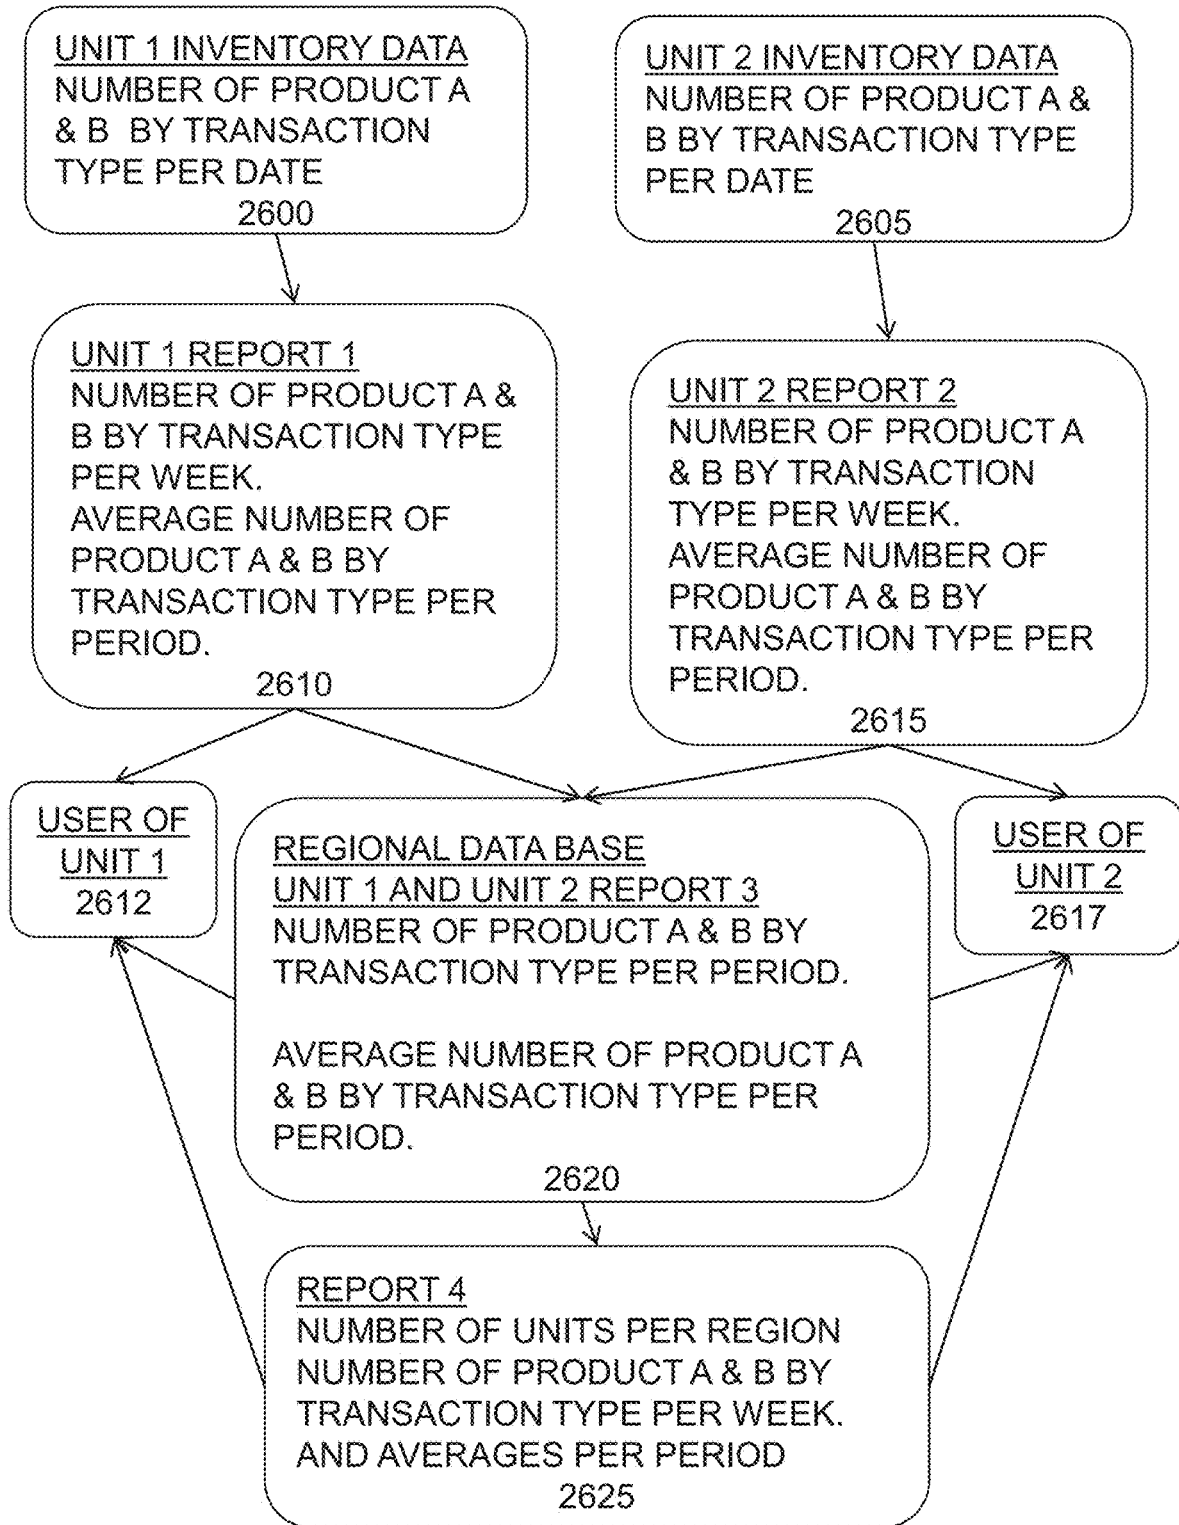 UNIT 1 INVENTORY DATA
NUMBER OF PRODUCT A
& B BY TRANSACTION
TYPE PER DATE
2600
UNIT 2 INVENTORY DATA
NUMBER OF PRODUCT A &
B BY TRANSACTION TYPE
PER DATE
2605
UNIT 1 REPORT 1
NUMBER OF PRODUCT A &
B BY TRANSACTION TYPE
PER WEEK.
AVERAGE NUMBER OF
PRODUCT A & B BY
TRANSACTION TYPE PER
PERIOD.
2610
UNIT 2 REPORT 2
NUMBER OF PRODUCT A
& B BY TRANSACTION
TYPE PER WEEK.
AVERAGE NUMBER OF
PRODUCT A & B BY
TRANSACTION TYPE PER
PERIOD.
2615
USER OF
UNIT 1
2612
REGIONAL DATA BASE
UNIT 1 AND UNIT 2 REPORT 3
NUMBER OF PRODUCT A & B BY
TRANSACTION TYPE PER PERIOD.
AVERAGE NUMBER OF PRODUCT A
& B BY TRANSACTION TYPE PER
PERIOD.
2620
USER OF
UNIT 2
2617
REPORT 4
NUMBER OF UNITS PER REGION
NUMBER OF PRODUCT A & B BY
TRANSACTION TYPE PER WEEK.
AND AVERAGES PER PERIOD
2625